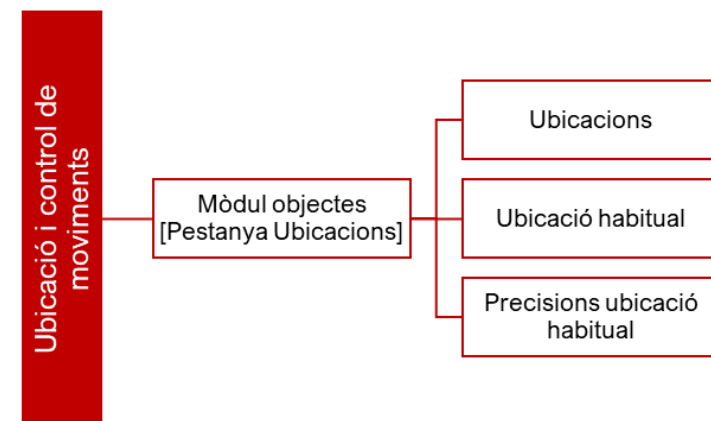 Ubicació i control de
moviments
Mòdul objectes
[Pestanya Ubicacions]
Ubicacions
Ubicació habitual
Precisions ubicació
habitual